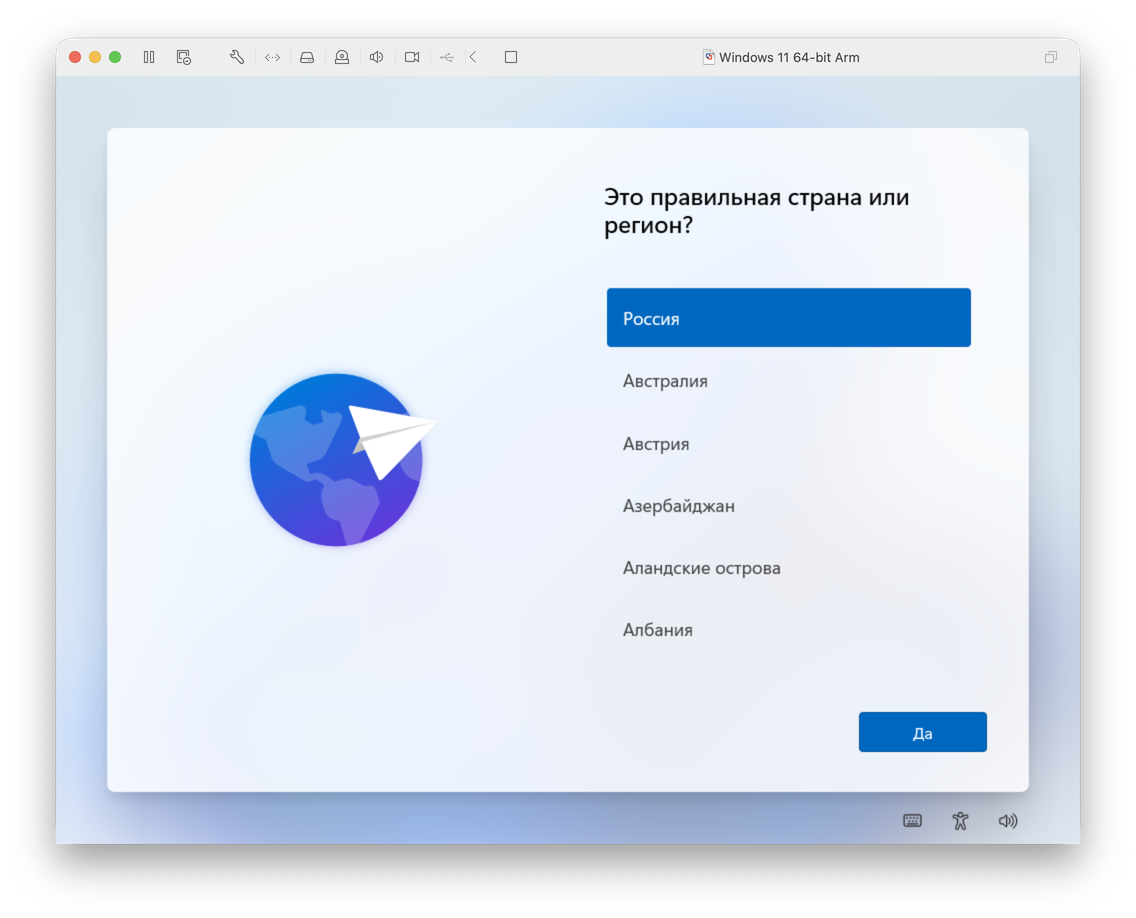 Windows 11 64-bit Arm
Это правильная страна или
регион?
Россия
Австралия
Австрия
Азербайджан
Аландские острова
Албания
Да